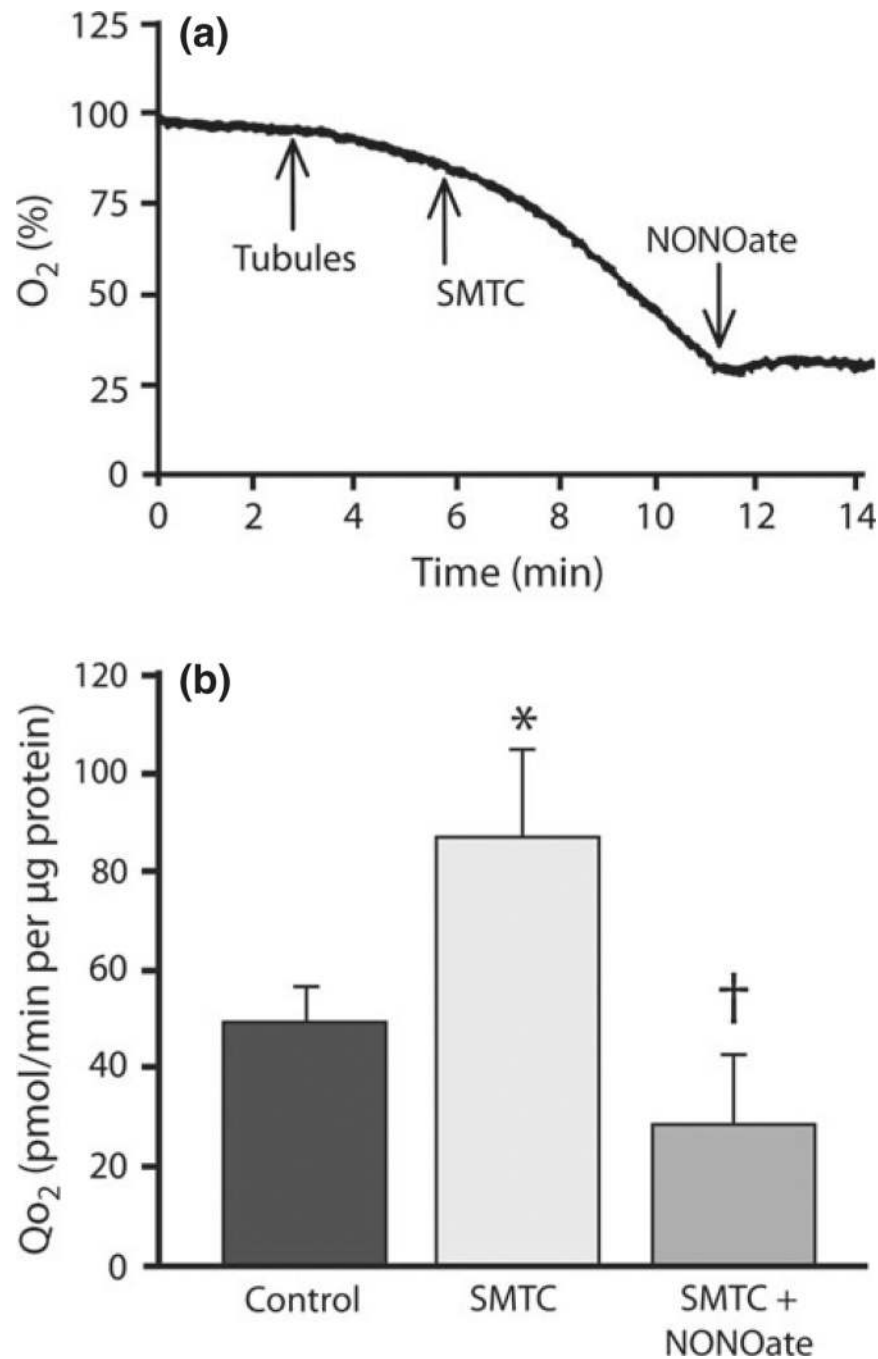 (a)
125
100
75
50
25
0
O₂ (%)
Tubules
SMTC
NONOate
0 2 4 6 8 10 12 14
Time (min)
(b)
120
100
80
60
40
20
0
Qo₂ (pmol/min per µg protein)
*
†
Control SMTC SMTC +
NONOate